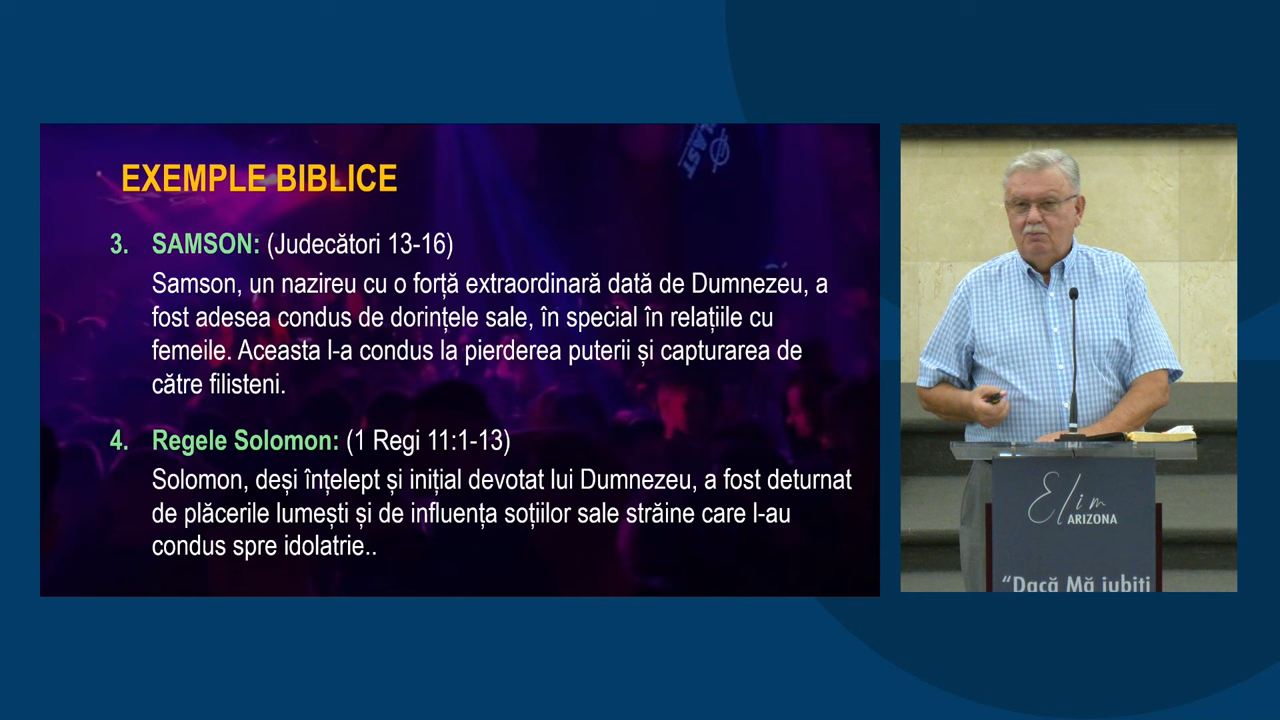 EXEMPLE BIBLICE
3. SAMSON: (Judecători 13-16)
Samson, un nazireu cu o forță extraordinară dată de Dumnezeu, a
fost adesea condus de dorințele sale, în special în relațiile cu
femeile. Aceasta l-a condus la pierderea puterii și capturarea de
către filisteni.
4. Regele Solomon: (1 Regi 11:1-13)
Solomon, deși înțelept și inițial devotat lui Dumnezeu, a fost deturnat
de plăcerile lumești și de influența soțiilor sale străine care l-au
condus spre idolatrie..
Elim
ARIZONA
“Dacă Mă iubiți